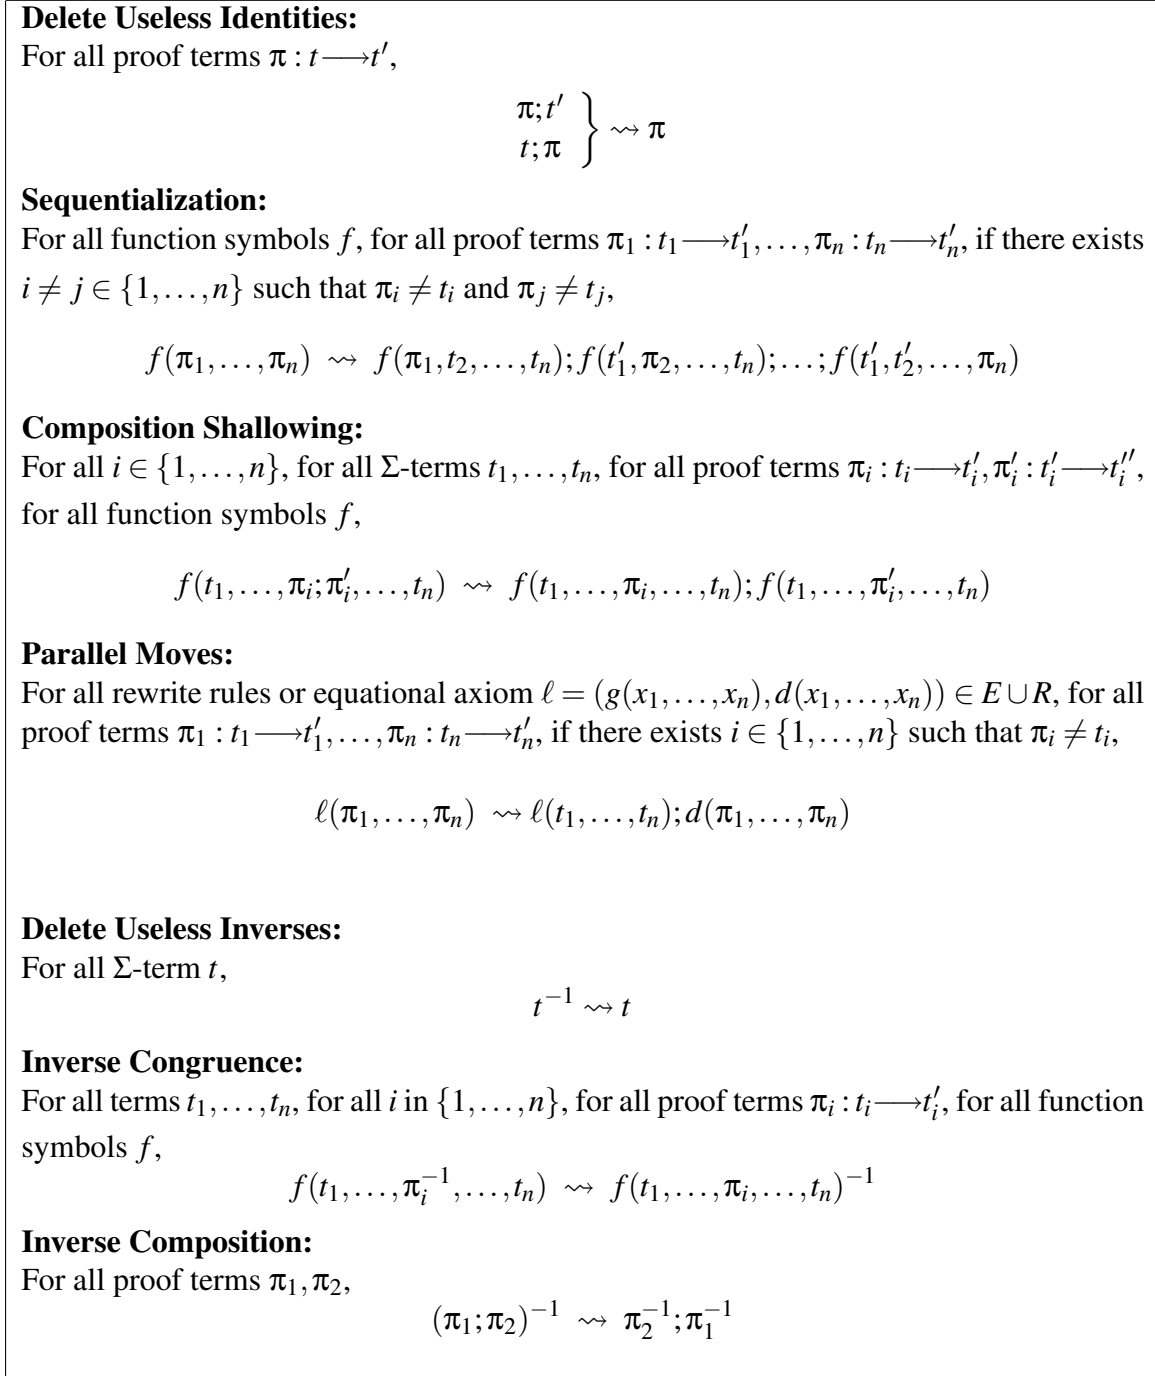 Delete Useless Identities:
For all proof terms π : t ⟶ t′,
π; t′
t; π
} ⇝ π
Sequentialization:
For all function symbols f, for all proof terms π₁ : t₁ ⟶ t′₁, . . . , πₙ : tₙ ⟶ t′ₙ, if there exists
i ≠ j ∈ {1, . . . , n} such that πᵢ ≠ tᵢ and πⱼ ≠ tⱼ,
f(π₁, . . . , πₙ) ⇝ f(π₁, t₂, . . . , tₙ); f(t′₁, π₂, . . . , tₙ); . . . ; f(t′₁, t′₂, . . . , πₙ)
Composition Shallowing:
For all i ∈ {1, . . . , n}, for all Σ-terms t₁, . . . , tₙ, for all proof terms πᵢ : tᵢ ⟶ t′ᵢ, π′ᵢ : t′ᵢ ⟶ t′′ᵢ,
for all function symbols f,
f(t₁, . . . , πᵢ; π′ᵢ, . . . , tₙ) ⇝ f(t₁, . . . , πᵢ, . . . , tₙ); f(t₁, . . . , π′ᵢ, . . . , tₙ)
Parallel Moves:
For all rewrite rules or equational axiom ℓ = (g(x₁, . . . , xₙ), d(x₁, . . . , xₙ)) ∈ E ∪ R, for all
proof terms π₁ : t₁ ⟶ t′₁, . . . , πₙ : tₙ ⟶ t′ₙ, if there exists i ∈ {1, . . . , n} such that πᵢ ≠ tᵢ,
ℓ(π₁, . . . , πₙ) ⇝ ℓ(t₁, . . . , tₙ); d(π₁, . . . , πₙ)
Delete Useless Inverses:
For all Σ-term t,
t⁻¹ ⇝ t
Inverse Congruence:
For all terms t₁, . . . , tₙ, for all i in {1, . . . , n}, for all proof terms πᵢ : tᵢ ⟶ t′ᵢ, for all function
symbols f,
f(t₁, . . . , πᵢ⁻¹, . . . , tₙ) ⇝ f(t₁, . . . , πᵢ, . . . , tₙ)⁻¹
Inverse Composition:
For all proof terms π₁, π₂,
(π₁; π₂)⁻¹ ⇝ π₂⁻¹; π₁⁻¹